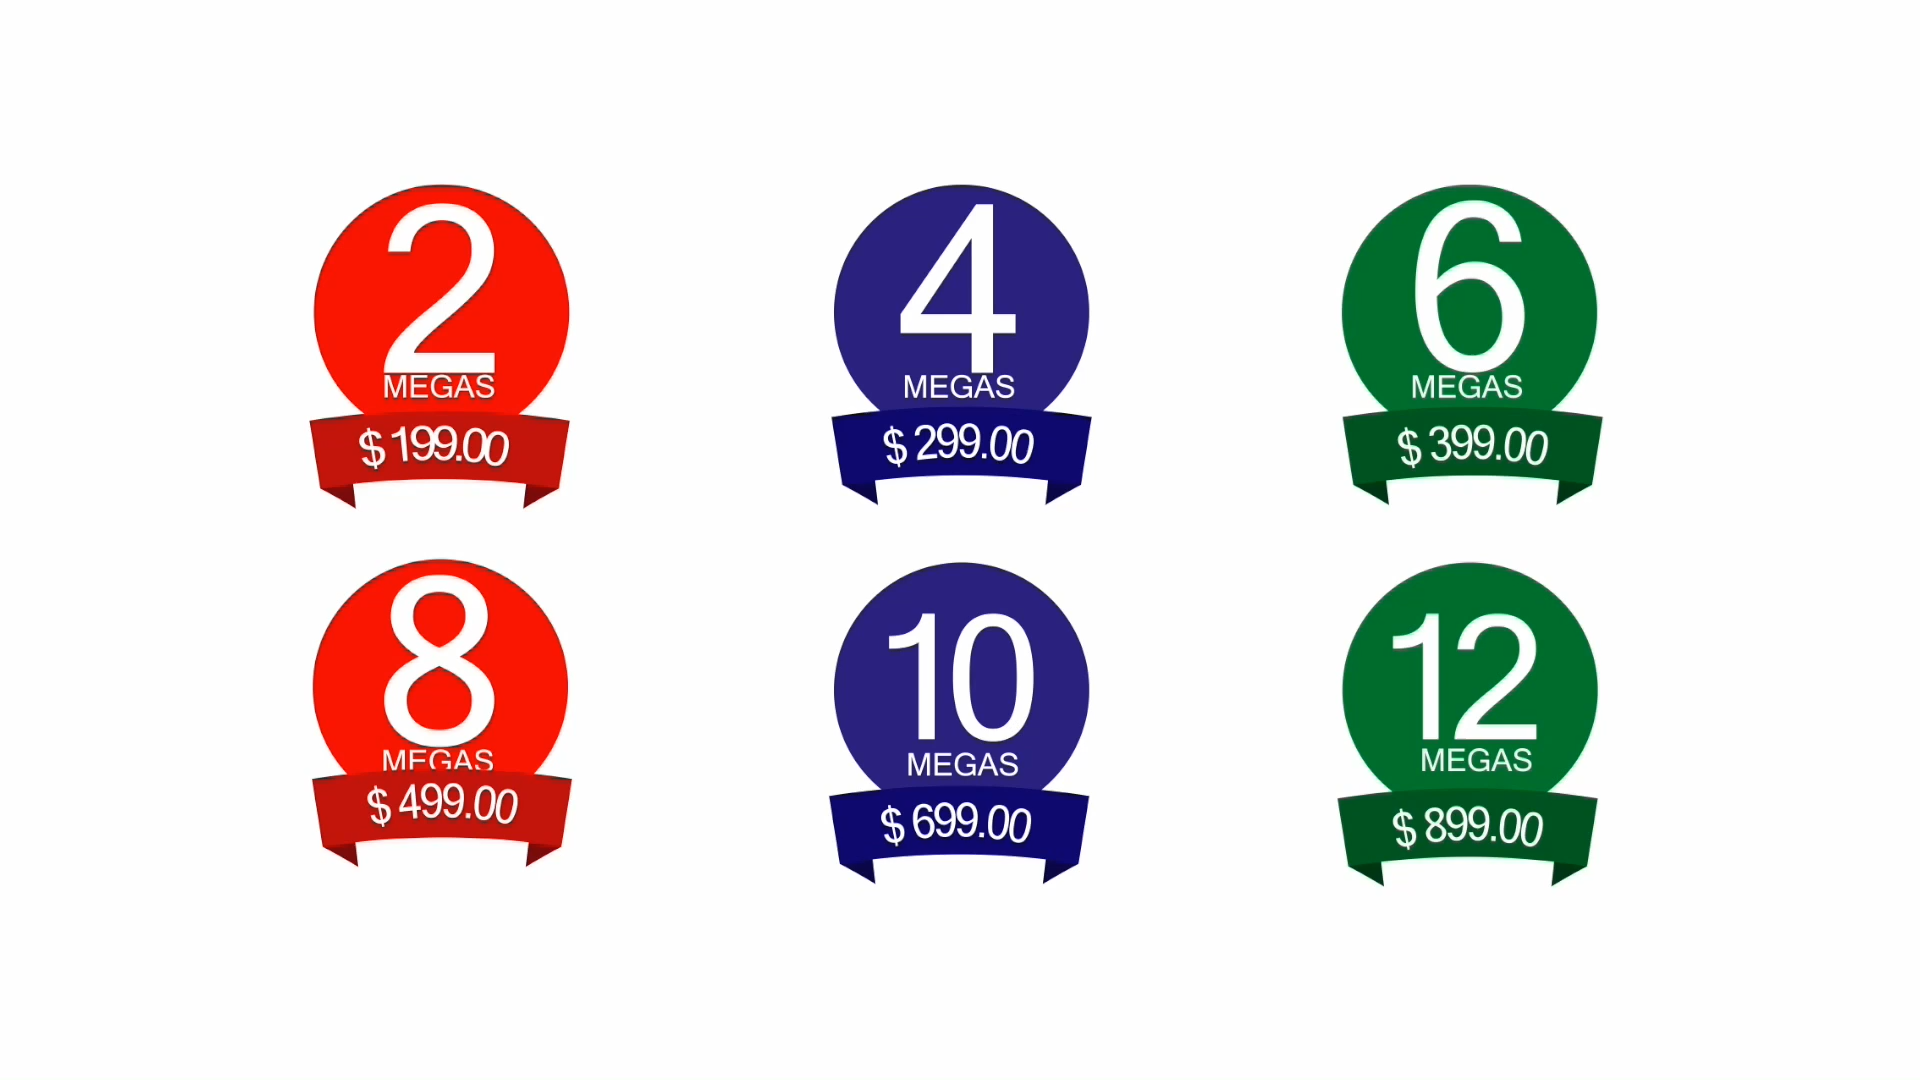 2
MEGAS
$ 199.00
4
MEGAS
$ 299.00
6
MEGAS
$ 399.00
8
MEGAS
$ 499.00
10
MEGAS
$ 699.00
12
MEGAS
$ 899.00